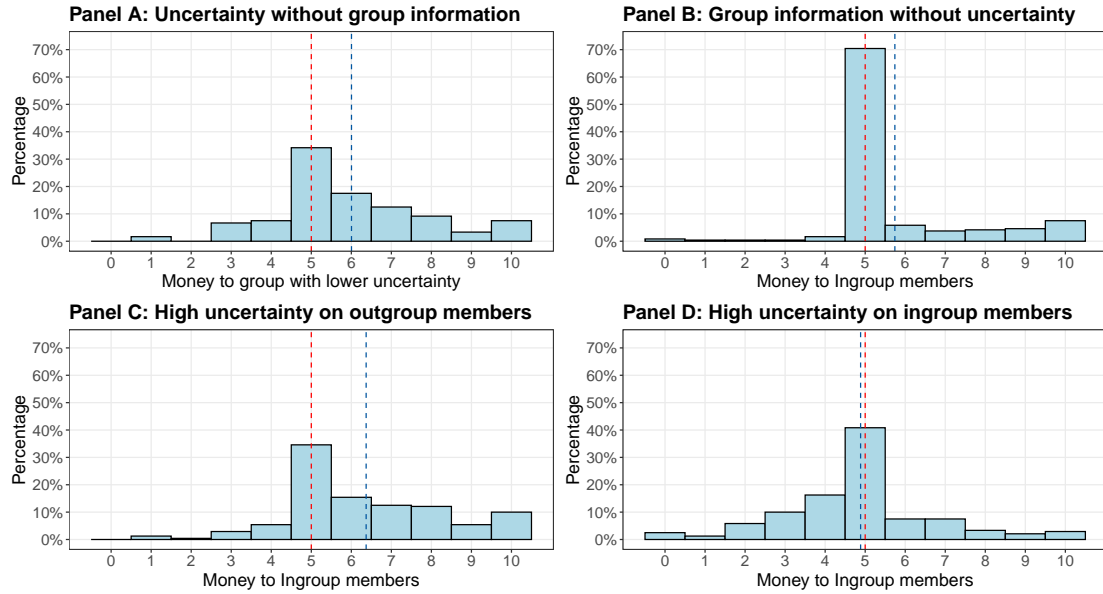 Panel A: Uncertainty without group information
Percentage
70%
60%
50%
40%
30%
20%
10%
0%
0 1 2 3 4 5 6 7 8 9 10
Money to group with lower uncertainty
Panel B: Group information without uncertainty
Percentage
70%
60%
50%
40%
30%
20%
10%
0%
0 1 2 3 4 5 6 7 8 9 10
Money to Ingroup members
Panel C: High uncertainty on outgroup members
Percentage
70%
60%
50%
40%
30%
20%
10%
0%
0 1 2 3 4 5 6 7 8 9 10
Money to Ingroup members
Panel D: High uncertainty on ingroup members
Percentage
70%
60%
50%
40%
30%
20%
10%
0%
0 1 2 3 4 5 6 7 8 9 10
Money to Ingroup members